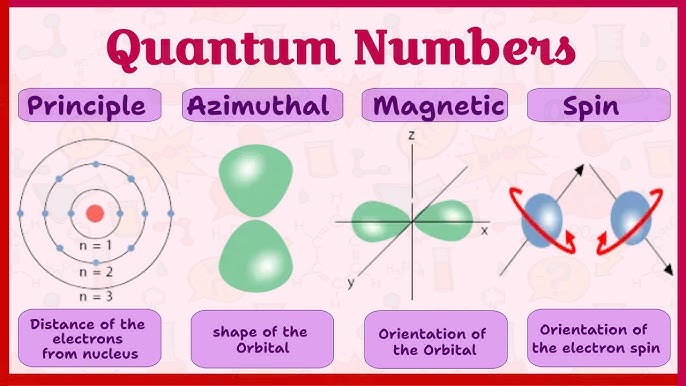 Quantum Numbers
Principle
Azimuthal
Magnetic
Spin
n = 1
n = 2
n = 3
z
x
y
Distance of the
electrons
from nucleus
shape of the
Orbital
Orientation of
the Orbital
Orientation of
the electron spin